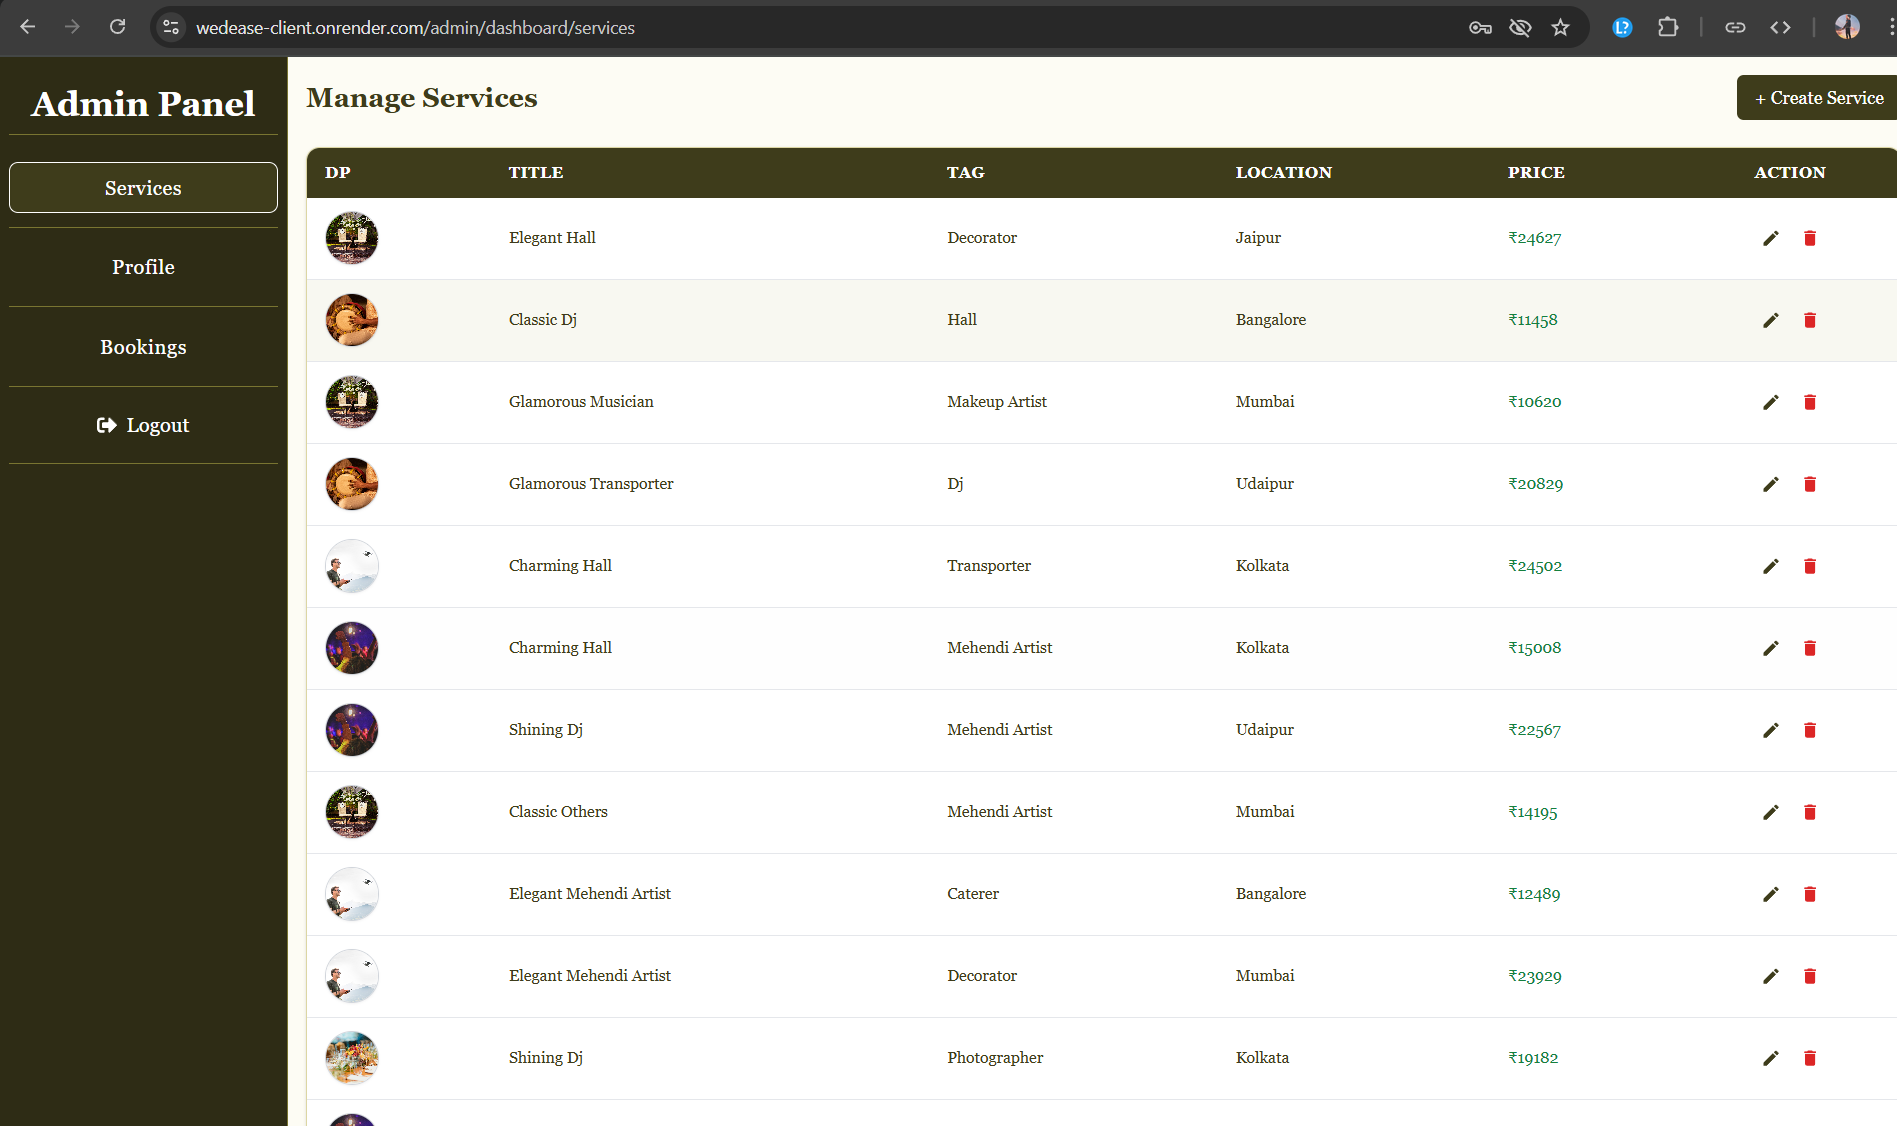 wedease-client.onrender.com/admin/dashboard/services
Admin Panel
Services
Profile
Bookings
Logout
Manage Services
+ Create Service
DP TITLE TAG LOCATION PRICE ACTION
Elegant Hall Decorator Jaipur ₹24627
Classic Dj Hall Bangalore ₹11458
Glamorous Musician Makeup Artist Mumbai ₹10620
Glamorous Transporter Dj Udaipur ₹20829
Charming Hall Transporter Kolkata ₹24502
Charming Hall Mehendi Artist Kolkata ₹15008
Shining Dj Mehendi Artist Udaipur ₹22567
Classic Others Mehendi Artist Mumbai ₹14195
Elegant Mehendi Artist Caterer Bangalore ₹12489
Elegant Mehendi Artist Decorator Mumbai ₹23929
Shining Dj Photographer Kolkata ₹19182